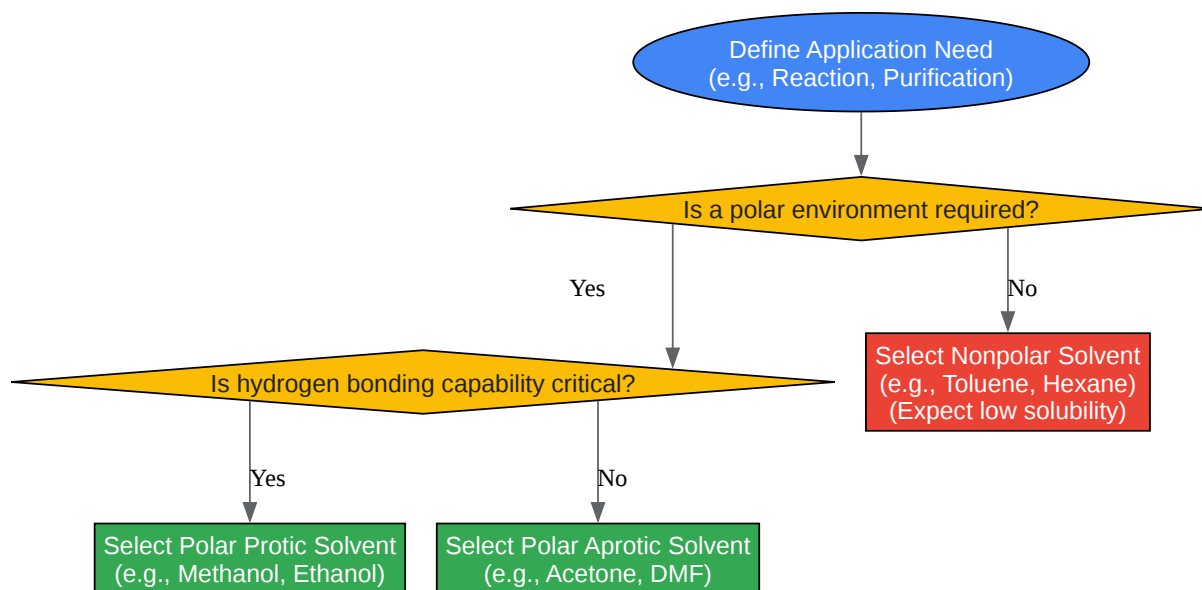 Define Application Need
(e.g., Reaction, Purification)
Is a polar environment required?
Yes
No
Select Nonpolar Solvent
(e.g., Toluene, Hexane)
(Expect low solubility)
Is hydrogen bonding capability critical?
Yes
No
Select Polar Protic Solvent
(e.g., Methanol, Ethanol)
Select Polar Aprotic Solvent
(e.g., Acetone, DMF)